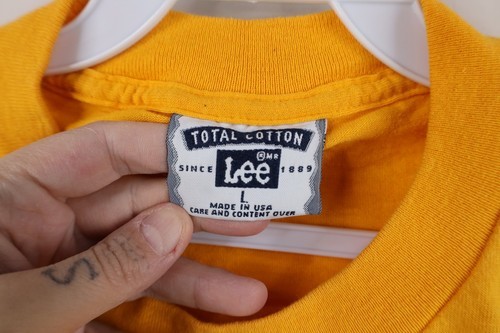 TOTAL COTTON
Lee ®MR
SINCE 1889
L
MADE IN USA
CARE AND CONTENT OVER